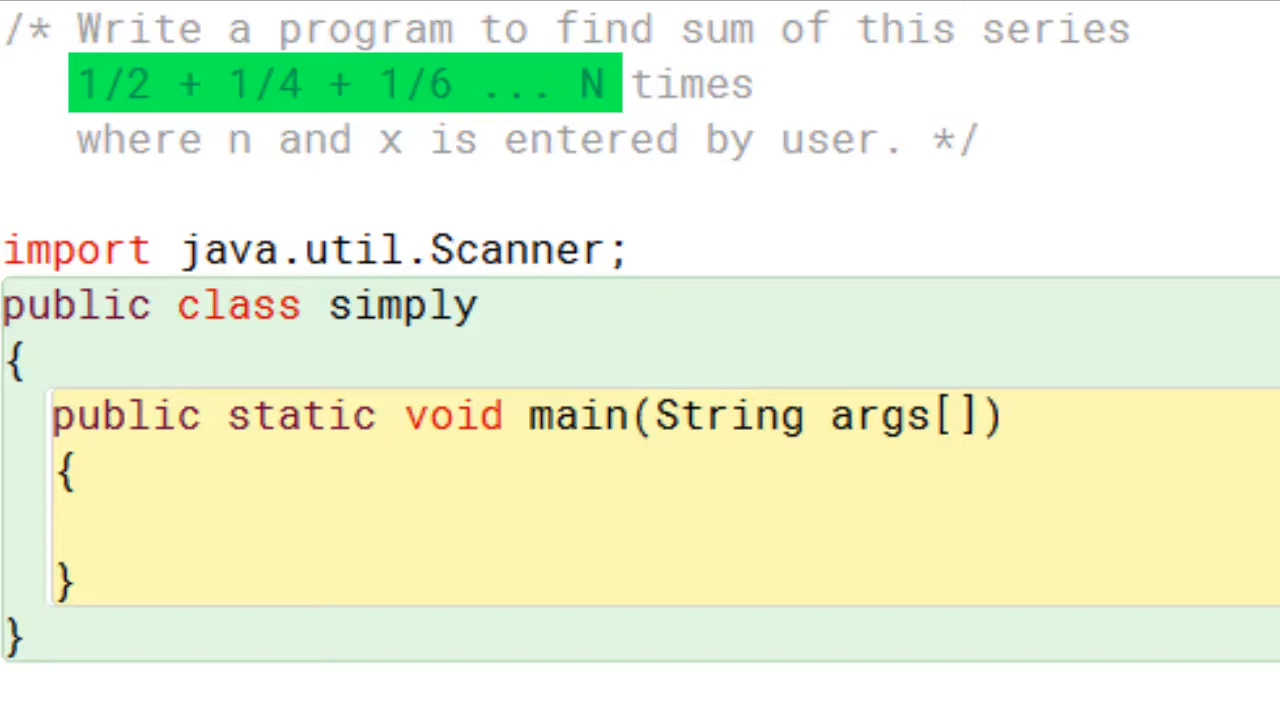 /* Write a program to find sum of this series
1/2 + 1/4 + 1/6 ... N times
where n and x is entered by user. */
import java.util.Scanner;
public class simply
{
public static void main(String args[])
{
}
}